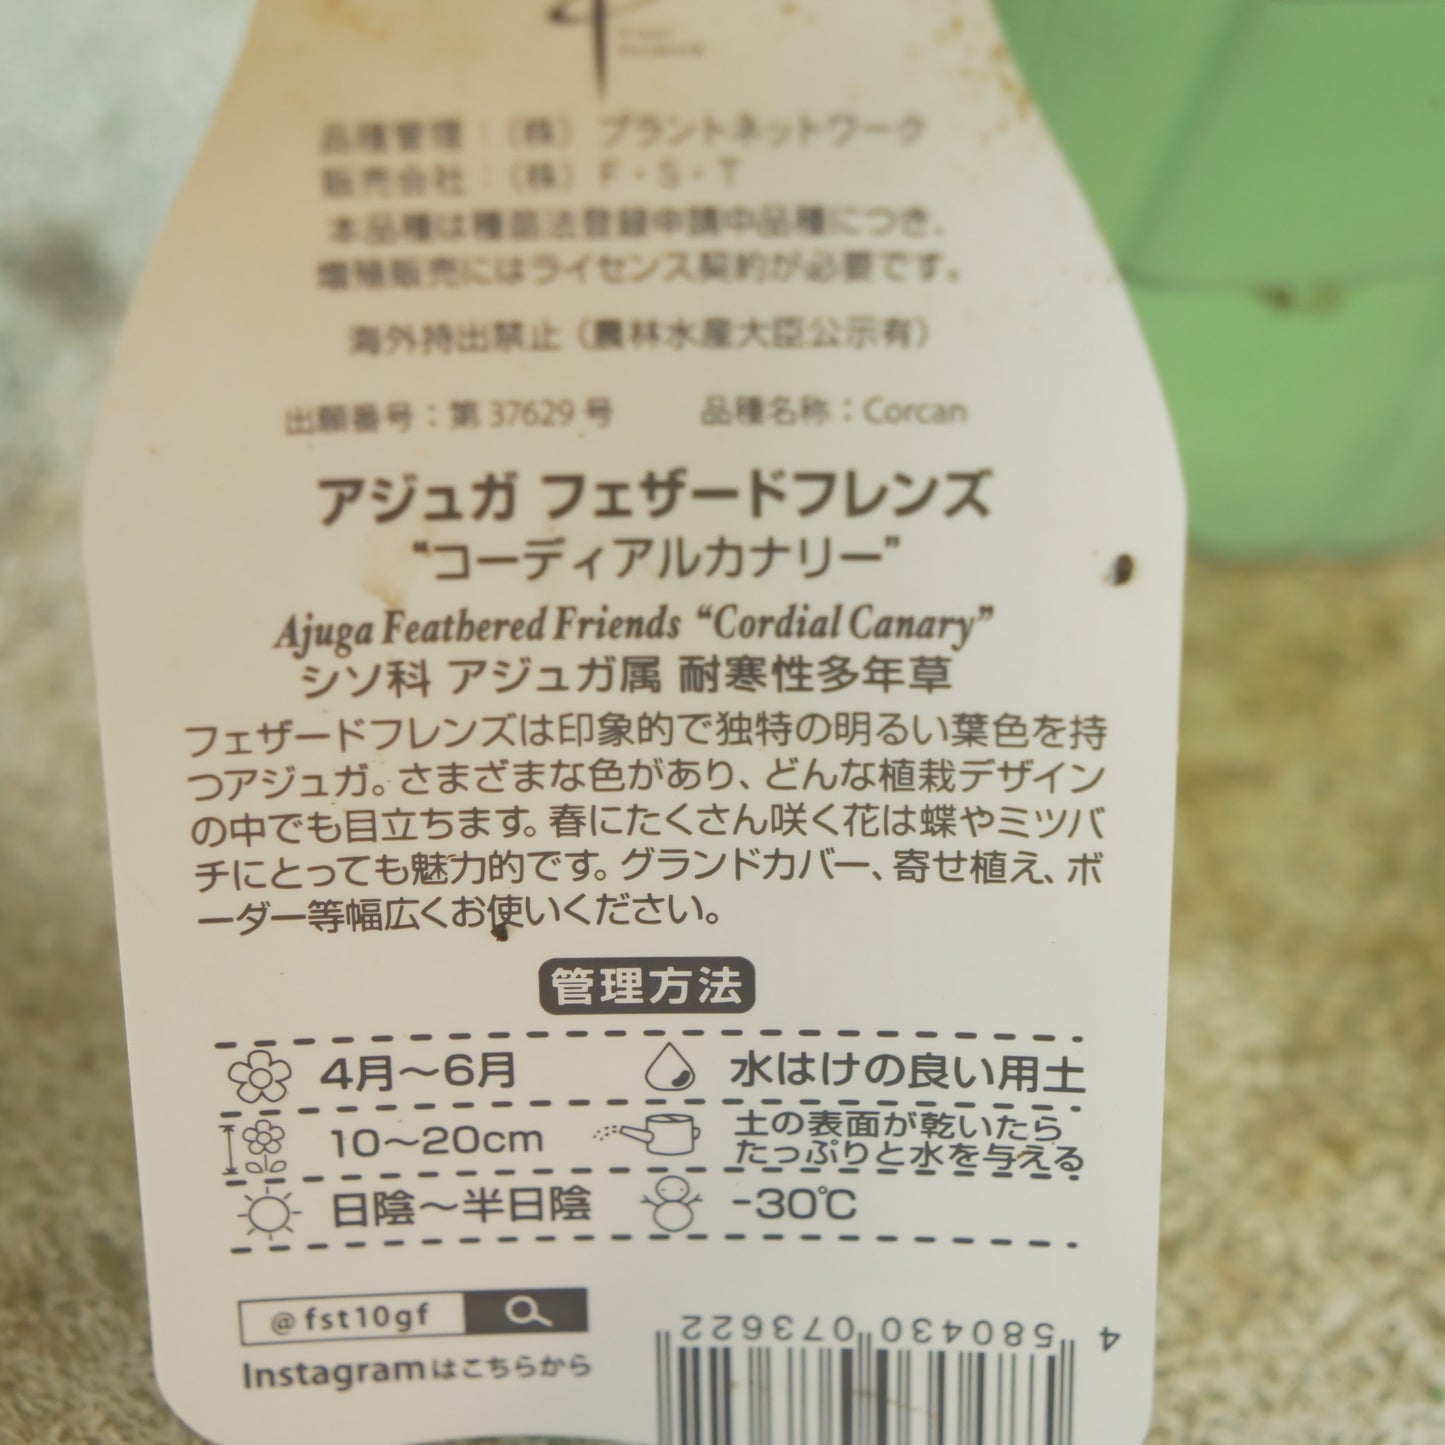 品種管理：（株）プラントネットワーク
販売会社：（株）F・S・T
本品種は種苗法登録申請中品種につき、
増殖販売にはライセンス契約が必要です。
海外持出禁止（農林水産大臣公示有）
出願番号：第 37629 号 品種名称：Corcan
アジュガ フェザードフレンズ
“コーディアルカナリー”
Ajuga Feathered Friends “Cordial Canary”
シソ科 アジュガ属 耐寒性多年草
フェザードフレンズは印象的で独特の明るい葉色を持
つアジュガ。さまざまな色があり、どんな植栽デザイン
の中でも目立ちます。春にたくさん咲く花は蝶やミツバ
チにとっても魅力的です。グランドカバー、寄せ植え、ボ
ーダー等幅広くお使いください。
管理方法
4月～6月 水はけの良い用土
10～20cm 土の表面が乾いたら
たっぷりと水を与える
日陰～半日陰 -30℃
@fst10gf
Instagramはこちらから
4 580430 073622